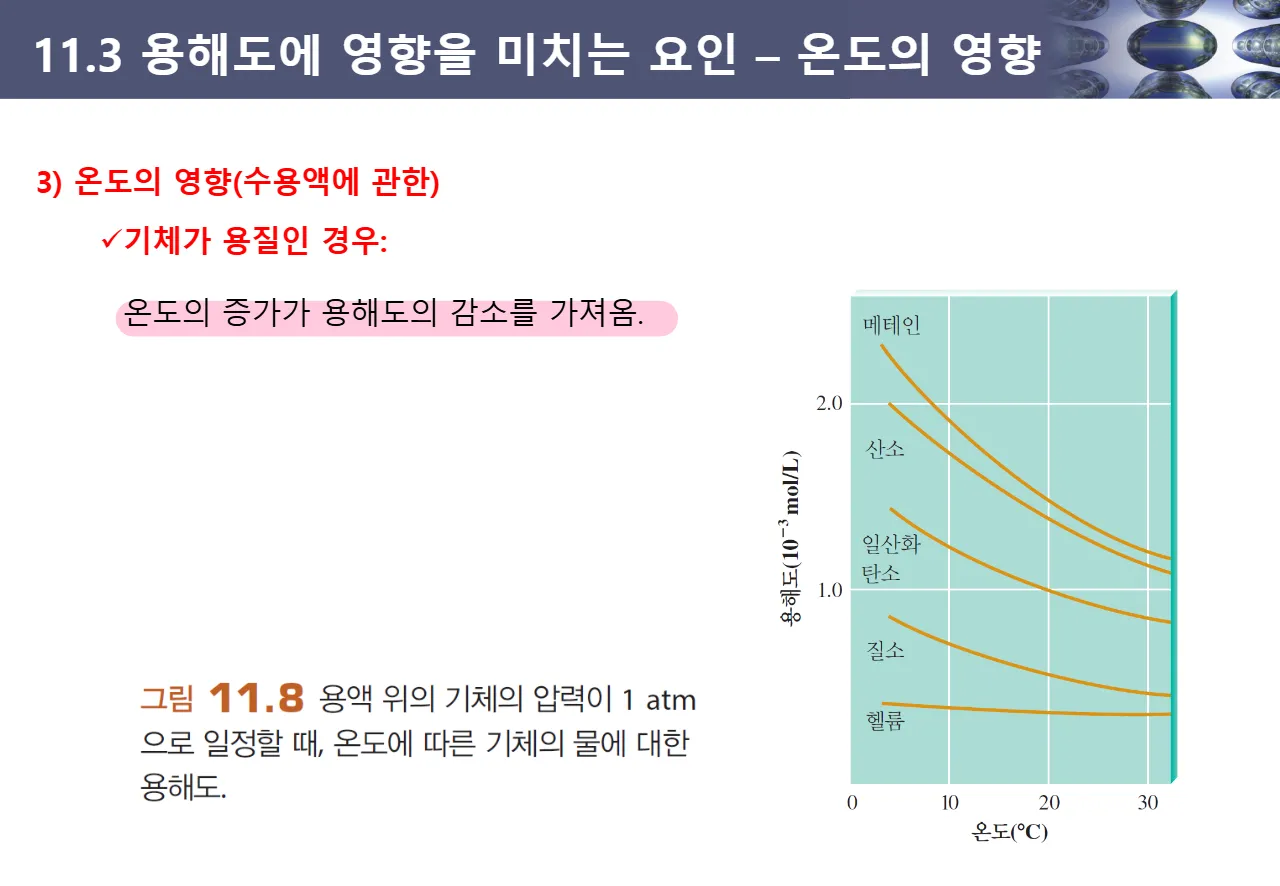 11.3 용해도에 영향을 미치는 요인 – 온도의 영향
3) 온도의 영향(수용액에 관한)
✓기체가 용질인 경우:
온도의 증가가 용해도의 감소를 가져옴.
그림 11.8 용액 위의 기체의 압력이 1 atm
으로 일정할 때, 온도에 따른 기체의 물에 대한
용해도.
용해도(10⁻³ mol/L)
2.0
1.0
메테인
산소
일산화
탄소
질소
헬륨
0 10 20 30
온도(°C)